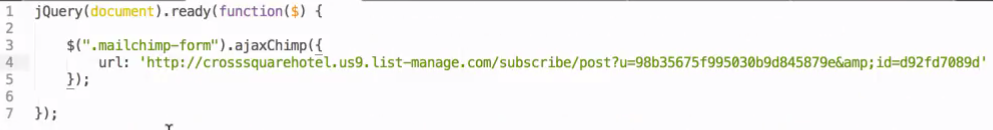 1 jQuery(document).ready(function($) {
2
3 $(".mailchimp-form").ajaxChimp({
4 url: 'http://crosssquarehotel.us9.list-manage.com/subscribe/post?u=98b35675f995030b9d845879e&amp;id=d92fd7089d'
5 });
6
7 });